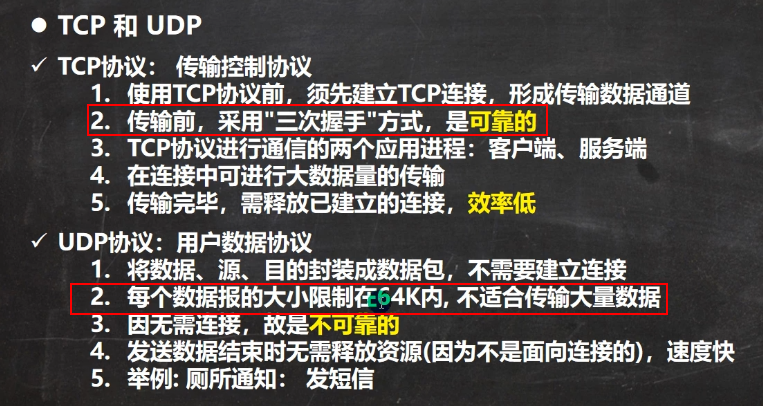 ● TCP 和 UDP
✓ TCP协议： 传输控制协议
1. 使用TCP协议前，须先建立TCP连接，形成传输数据通道
2. 传输前，采用"三次握手"方式，是可靠的
3. TCP协议进行通信的两个应用进程：客户端、服务端
4. 在连接中可进行大数据量的传输
5. 传输完毕，需释放已建立的连接，效率低
✓ UDP协议：用户数据协议
1. 将数据、源、目的封装成数据包，不需要建立连接
2. 每个数据报的大小限制在64K内, 不适合传输大量数据
3. 因无需连接，故是不可靠的
4. 发送数据结束时无需释放资源(因为不是面向连接的)，速度快
5. 举例: 厕所通知： 发短信